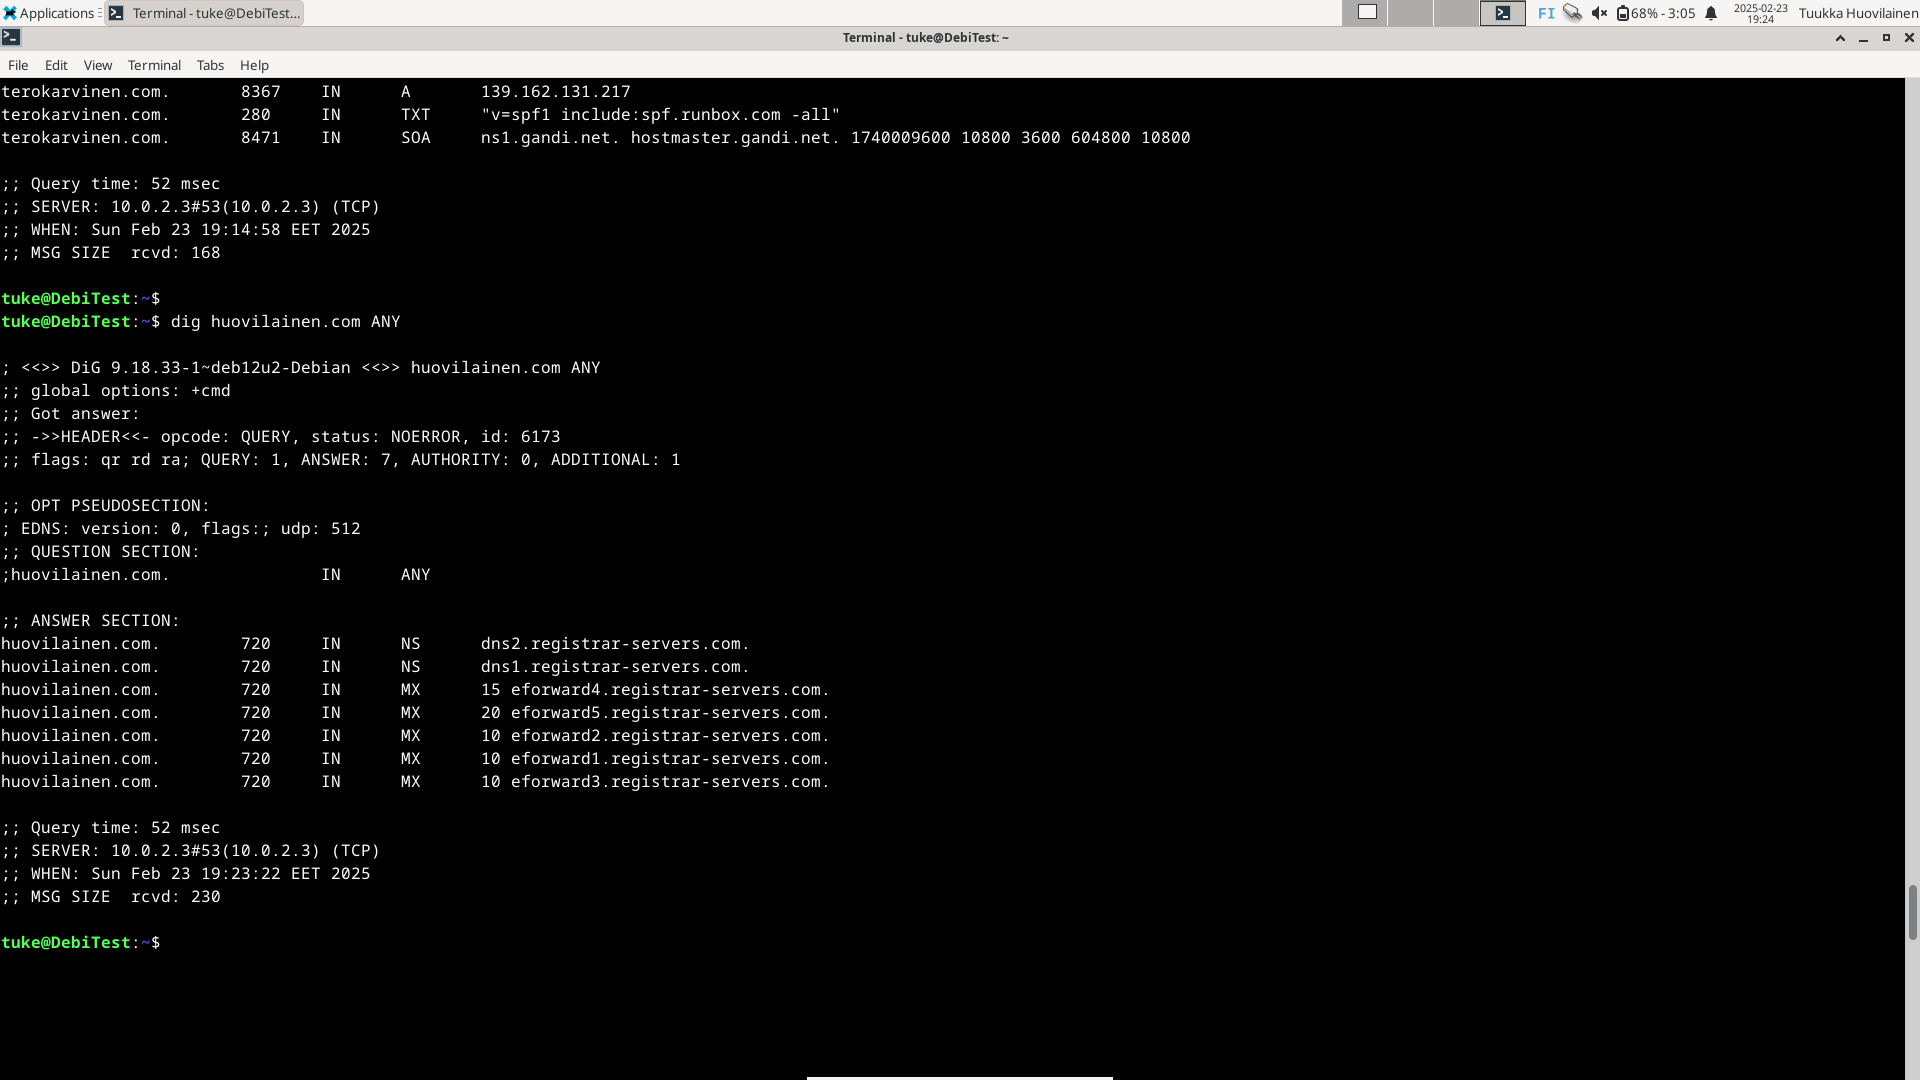 Applications Terminal - tuke@DebiTest... FI 68% - 3:05 2025-02-23 19:24 Tuukka Huovilainen
Terminal - tuke@DebiTest: ~
File Edit View Terminal Tabs Help
terokarvinen.com. 8367 IN A 139.162.131.217
terokarvinen.com. 280 IN TXT "v=spf1 include:spf.runbox.com -all"
terokarvinen.com. 8471 IN SOA ns1.gandi.net. hostmaster.gandi.net. 1740009600 10800 3600 604800 10800
;; Query time: 52 msec
;; SERVER: 10.0.2.3#53(10.0.2.3) (TCP)
;; WHEN: Sun Feb 23 19:14:58 EET 2025
;; MSG SIZE  rcvd: 168
tuke@DebiTest:~$
tuke@DebiTest:~$ dig huovilainen.com ANY
; <<>> DiG 9.18.33-1~deb12u2-Debian <<>> huovilainen.com ANY
;; global options: +cmd
;; Got answer:
;; ->>HEADER<<- opcode: QUERY, status: NOERROR, id: 6173
;; flags: qr rd ra; QUERY: 1, ANSWER: 7, AUTHORITY: 0, ADDITIONAL: 1
;; OPT PSEUDOSECTION:
; EDNS: version: 0, flags:; udp: 512
;; QUESTION SECTION:
;huovilainen.com. IN ANY
;; ANSWER SECTION:
huovilainen.com. 720 IN NS dns2.registrar-servers.com.
huovilainen.com. 720 IN NS dns1.registrar-servers.com.
huovilainen.com. 720 IN MX 15 eforward4.registrar-servers.com.
huovilainen.com. 720 IN MX 20 eforward5.registrar-servers.com.
huovilainen.com. 720 IN MX 10 eforward2.registrar-servers.com.
huovilainen.com. 720 IN MX 10 eforward1.registrar-servers.com.
huovilainen.com. 720 IN MX 10 eforward3.registrar-servers.com.
;; Query time: 52 msec
;; SERVER: 10.0.2.3#53(10.0.2.3) (TCP)
;; WHEN: Sun Feb 23 19:23:22 EET 2025
;; MSG SIZE  rcvd: 230
tuke@DebiTest:~$